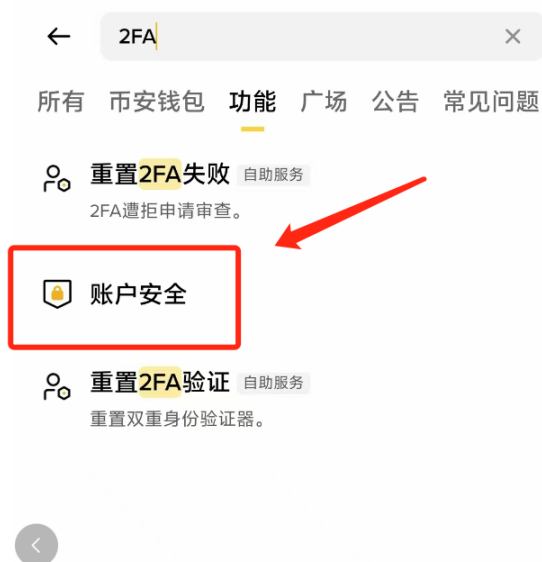 2FA
所有 币安钱包 功能 广场 公告 常见问题
重置2FA失败 自助服务
2FA遭拒申请审查。
账户安全
重置2FA验证 自助服务
重置双重身份验证器。